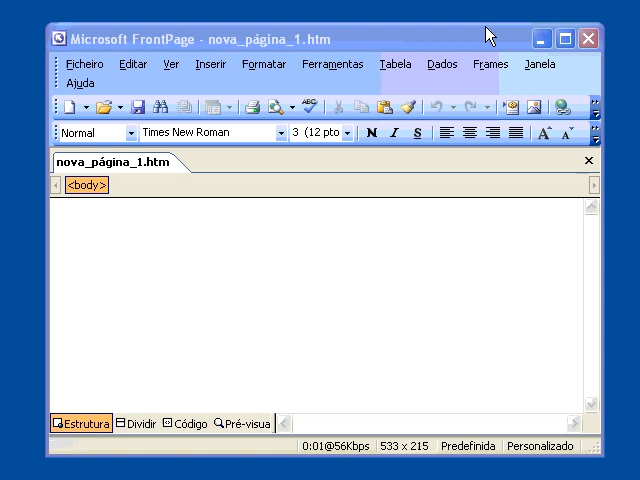 Microsoft FrontPage - nova_página_1.htm
Ficheiro Editar Ver Inserir Formatar Ferramentas Tabela Dados Frames Janela
Ajuda
ABC
Normal Times New Roman 3 (12 pto N I S A A
nova_página_1.htm
<body>
Estrutura Dividir Código Pré-visua
0:01@56Kbps 533 x 215 Predefinida Personalizado